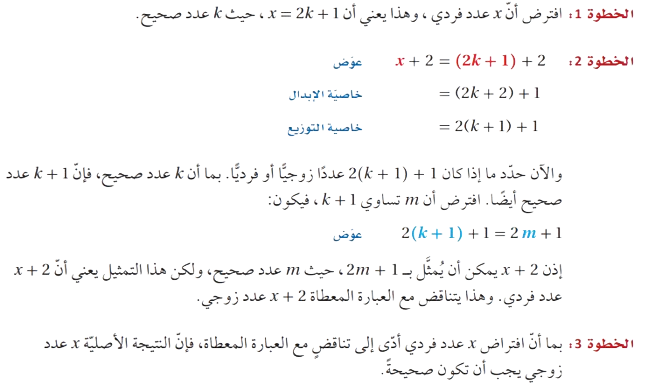 الخطوة 1: افترض أنّ x عدد فردي ، وهذا يعني أن x = 2k + 1 ، حيث k عدد صحيح.
الخطوة 2: x + 2 = (2k + 1) + 2 عوّض
= (2k + 2) + 1 خاصيّة الإبدال
= 2(k + 1) + 1 خاصية التوزيع
والآن حدّد ما إذا كان 2(k + 1) + 1 عددًا زوجيًّا أو فرديًّا. بما أن k عدد صحيح، فإنّ k + 1 عدد
صحيح أيضًا. افترض أن m تساوي k + 1 ، فيكون:
2(k + 1) + 1 = 2 m + 1 عوّض
إذن x + 2 يمكن أن يُمثَّل بـ 2m + 1 ، حيث m عدد صحيح، ولكن هذا التمثيل يعني أنّ x + 2
عدد فردي. وهذا يتناقض مع العبارة المعطاة x + 2 عدد زوجي.
الخطوة 3: بما أنّ افتراض x عدد فردي أدّى إلى تناقضٍ مع العبارة المعطاة، فإنّ النتيجة الأصليّة x عدد
زوجي يجب أن تكون صحيحةً.